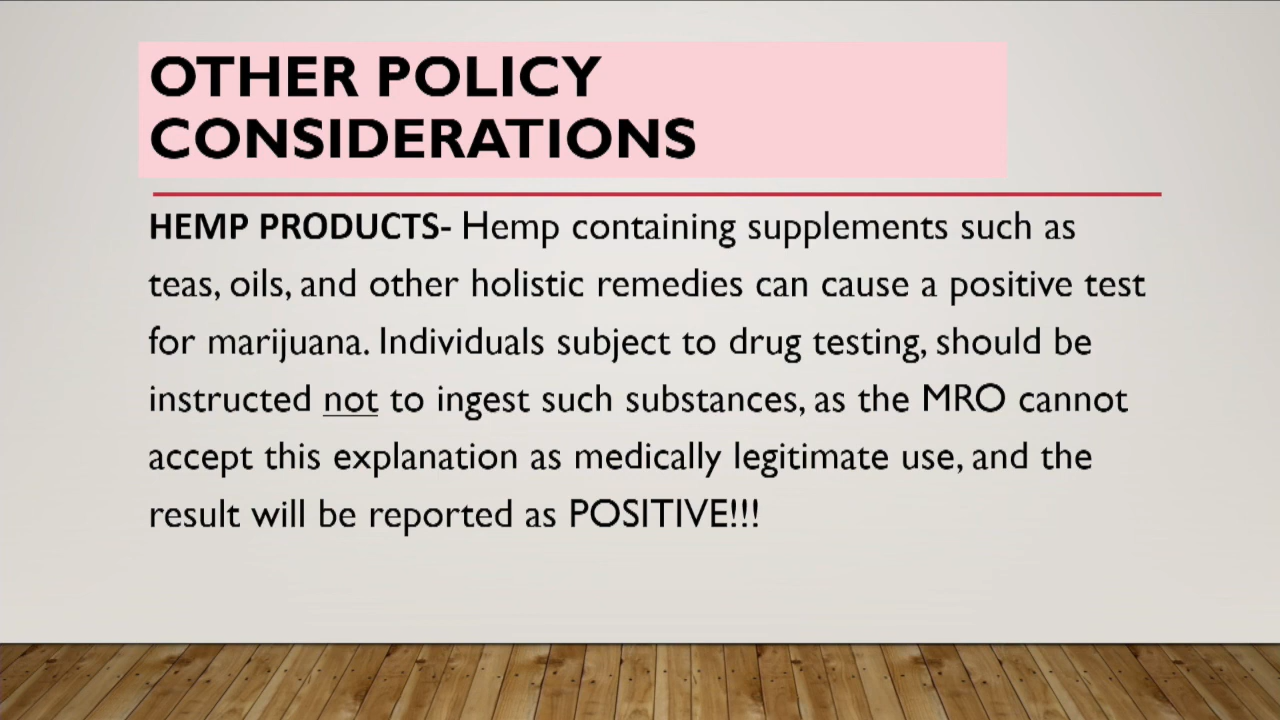 OTHER POLICY
CONSIDERATIONS
HEMP PRODUCTS- Hemp containing supplements such as
teas, oils, and other holistic remedies can cause a positive test
for marijuana. Individuals subject to drug testing, should be
instructed not to ingest such substances, as the MRO cannot
accept this explanation as medically legitimate use, and the
result will be reported as POSITIVE!!!